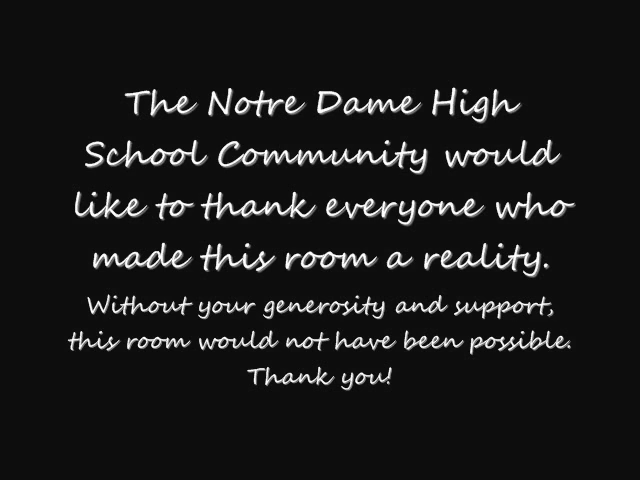 The Notre Dame High
School Community would
like to thank everyone who
made this room a reality.
Without your generosity and support,
this room would not have been possible.
Thank you!